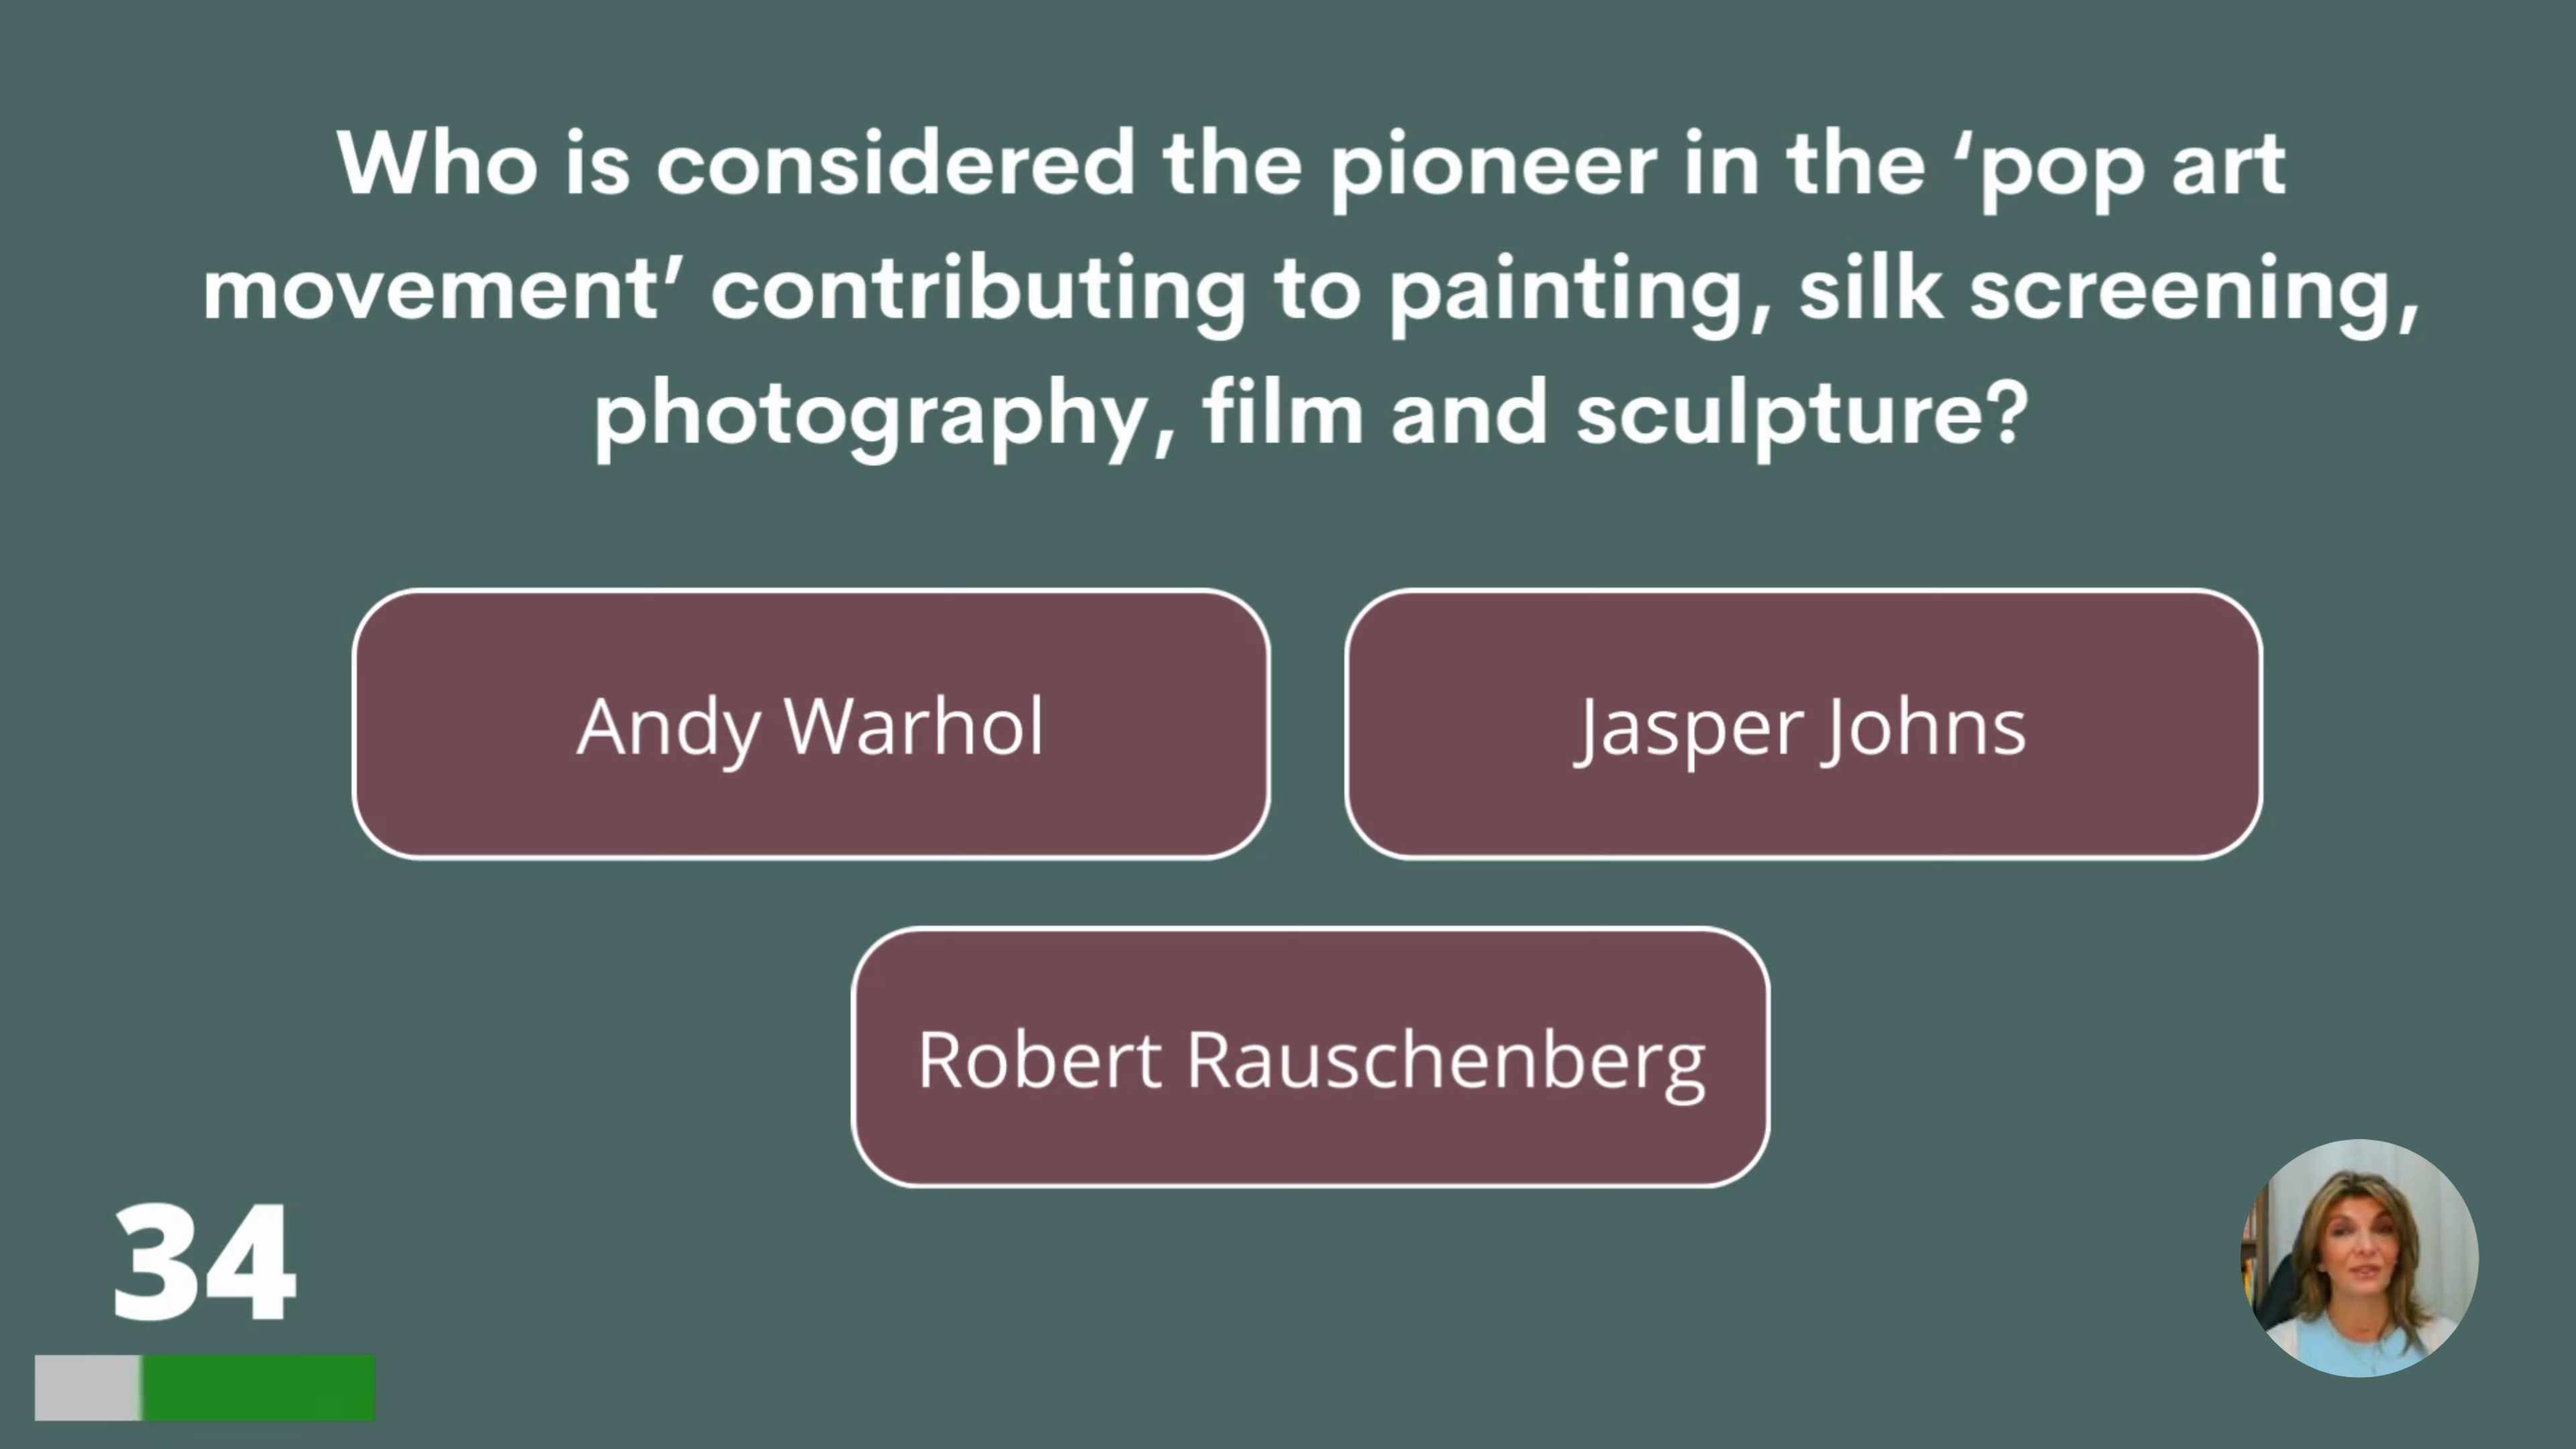 Who is considered the pioneer in the ‘pop art
movement’ contributing to painting, silk screening,
photography, film and sculpture?
Andy Warhol
Jasper Johns
Robert Rauschenberg
34